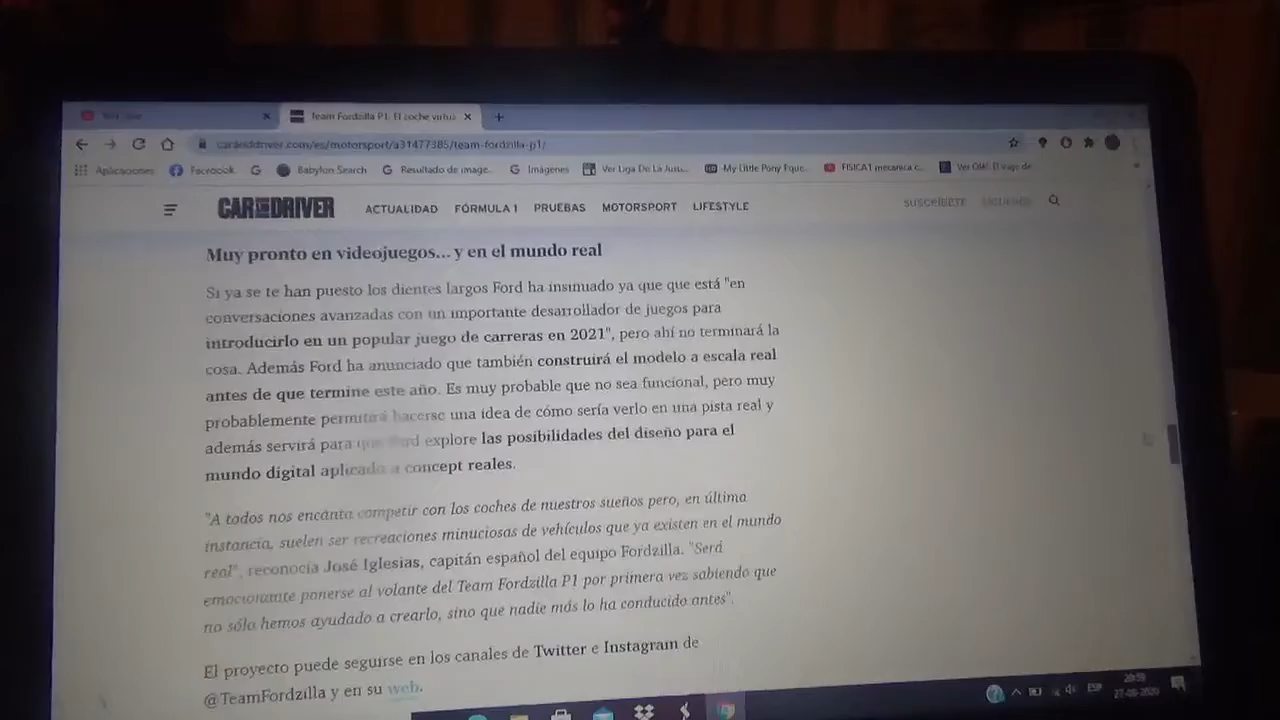 Team Fordzilla P1: El coche virtua
caranddriver.com/es/motorsport/a31477385/team-fordzilla-p1/
Aplicaciones Facebook Babylon Search Resultado de image... Imágenes Ver Liga De La Justi... My Little Pony Eque... FISICA1 mecanica c...
CAR AND DRIVER ACTUALIDAD FÓRMULA 1 PRUEBAS MOTORSPORT LIFESTYLE SUSCRÍBETE SÍGUENOS
Muy pronto en videojuegos... y en el mundo real
Si ya se te han puesto los dientes largos Ford ha insinuado ya que que está "en
conversaciones avanzadas con un importante desarrollador de juegos para
introducirlo en un popular juego de carreras en 2021", pero ahí no terminará la
cosa. Además Ford ha anunciado que también construirá el modelo a escala real
antes de que termine este año. Es muy probable que no sea funcional, pero muy
probablemente permitirá hacerse una idea de cómo sería verlo en una pista real y
además servirá para que Ford explore las posibilidades del diseño para el
mundo digital aplicado a concept reales.
"A todos nos encanta competir con los coches de nuestros sueños pero, en última
instancia, suelen ser recreaciones minuciosas de vehículos que ya existen en el mundo
real", reconocía José Iglesias, capitán español del equipo Fordzilla. "Será
emocionante ponerse al volante del Team Fordzilla P1 por primera vez sabiendo que
no sólo hemos ayudado a crearlo, sino que nadie más lo ha conducido antes".
El proyecto puede seguirse en los canales de Twitter e Instagram de
@TeamFordzilla y en su web.
ESP 20:59
27-08-2020